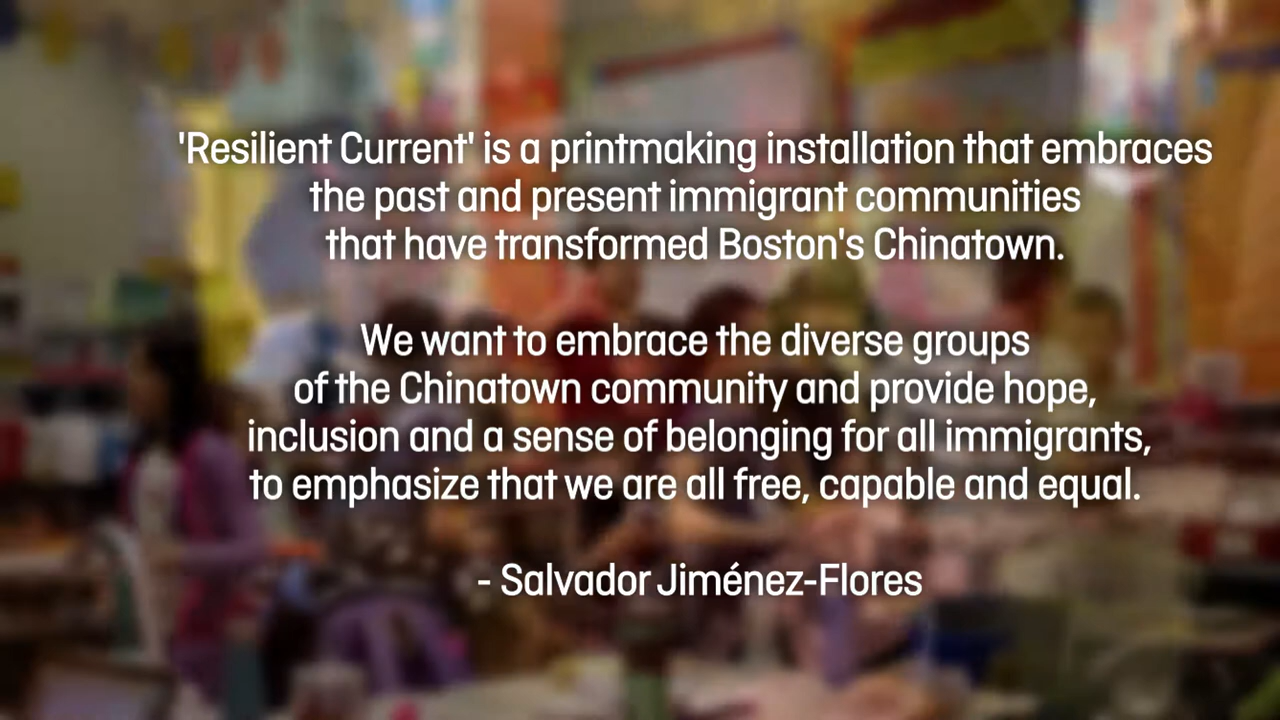 'Resilient Current' is a printmaking installation that embraces
the past and present immigrant communities
that have transformed Boston's Chinatown.
We want to embrace the diverse groups
of the Chinatown community and provide hope,
inclusion and a sense of belonging for all immigrants,
to emphasize that we are all free, capable and equal.
- Salvador Jiménez-Flores